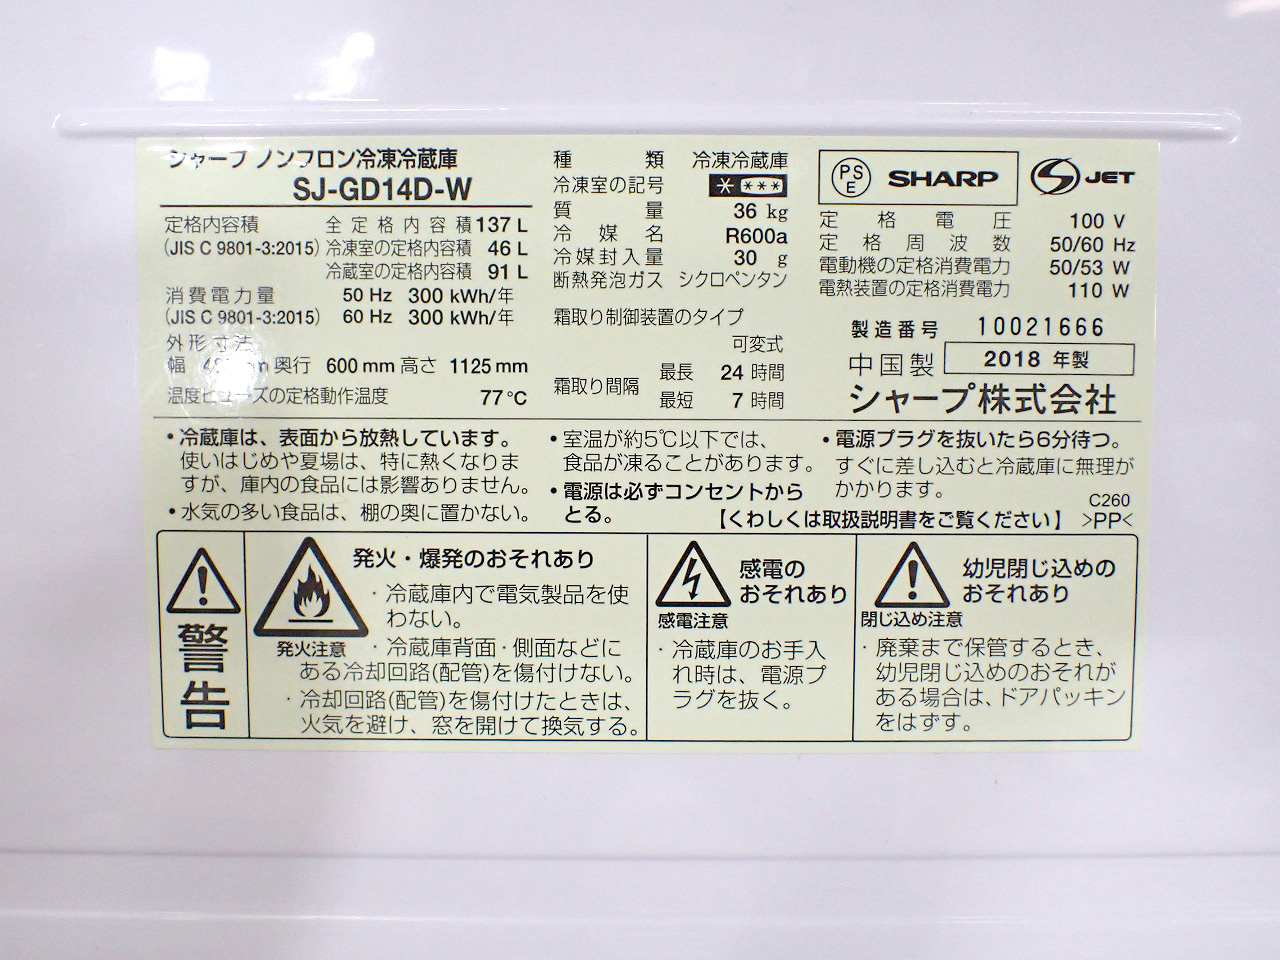 シャープ ノンフロン冷凍冷蔵庫
SJ-GD14D-W
定格内容積 全定格内容積 137 L
(JIS C 9801-3:2015) 冷凍室の定格内容積 46 L
冷蔵室の定格内容積 91 L
消費電力量 50 Hz 300 kWh/年
(JIS C 9801-3:2015) 60 Hz 300 kWh/年
外形寸法
幅 mm 奥行 600 mm 高さ 1125 mm
温度ヒューズの定格動作温度 77°C
種類 冷凍冷蔵庫
冷凍室の記号 ＊ ＊＊＊
質量 36 kg
冷媒名 R600a
冷媒封入量 30 g
断熱発泡ガス シクロペンタン
霜取り制御装置のタイプ
可変式
霜取り間隔 最長 24 時間
最短 7 時間
PSE SHARP S JET
定格電圧 100 V
定格周波数 50/60 Hz
電動機の定格消費電力 50/53 W
電熱装置の定格消費電力 110 W
製造番号 10021666
中国製 2018 年製
シャープ株式会社
・冷蔵庫は、表面から放熱しています。
使いはじめや夏場は、特に熱くなりま
すが、庫内の食品には影響ありません。
・水気の多い食品は、棚の奥に置かない。
・室温が約5℃以下では、
食品が凍ることがあります。
・電源は必ずコンセントから
とる。
・電源プラグを抜いたら6分待つ。
すぐに差し込むと冷蔵庫に無理が
かかります。
C260
【くわしくは取扱説明書をご覧ください】 >PP<
警告
発火・爆発のおそれあり
発火注意
・冷蔵庫内で電気製品を使
わない。
・冷蔵庫背面・側面などに
ある冷却回路(配管)を傷付けない。
・冷却回路(配管)を傷付けたときは、
火気を避け、窓を開けて換気する。
感電の
おそれあり
感電注意
・冷蔵庫のお手入
れ時は、電源プ
ラグを抜く。
幼児閉じ込めの
おそれあり
閉じ込め注意
・廃棄まで保管するとき、
幼児閉じ込めのおそれが
ある場合は、ドアパッキン
をはずす。